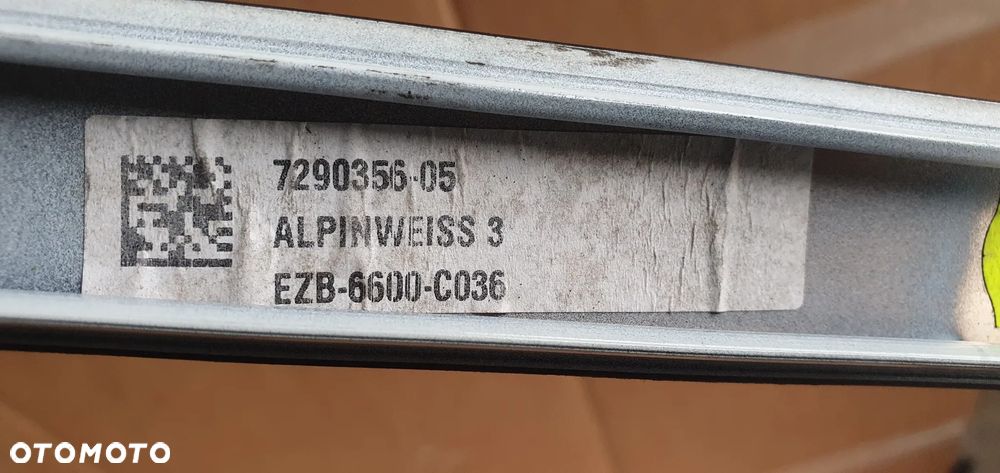 7290356-05
ALPINWEISS 3
EZB-6600-C036
OTOMOTO